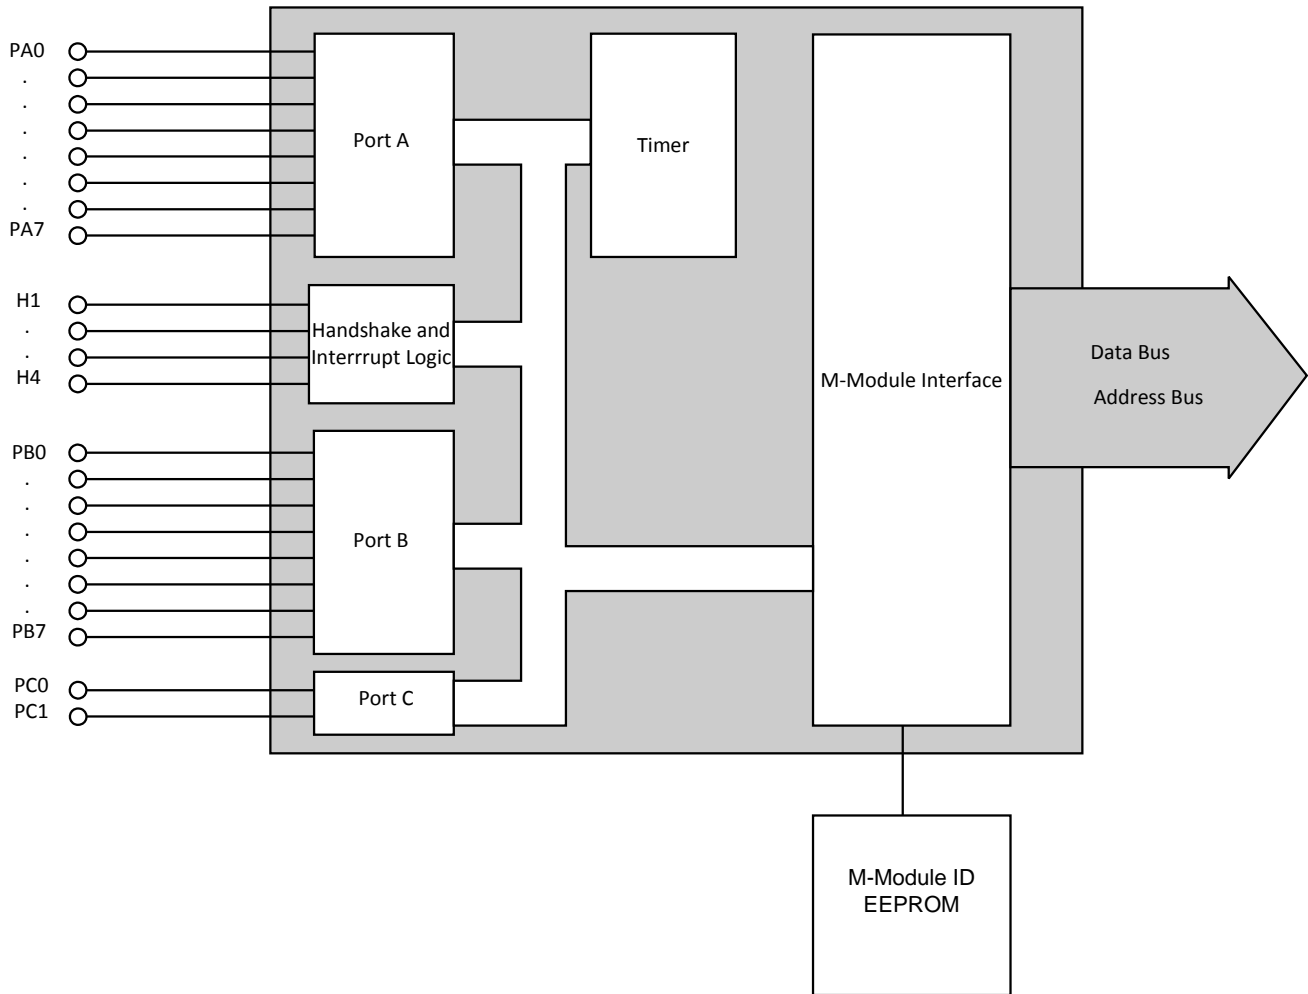 PA0
.
.
.
.
.
.
PA7
H1
.
.
H4
PB0
.
.
.
.
.
.
PB7
PC0
PC1
Port A
Handshake and
Interrrupt Logic
Port B
Port C
Timer
M-Module Interface
Data Bus
Address Bus
M-Module ID
EEPROM